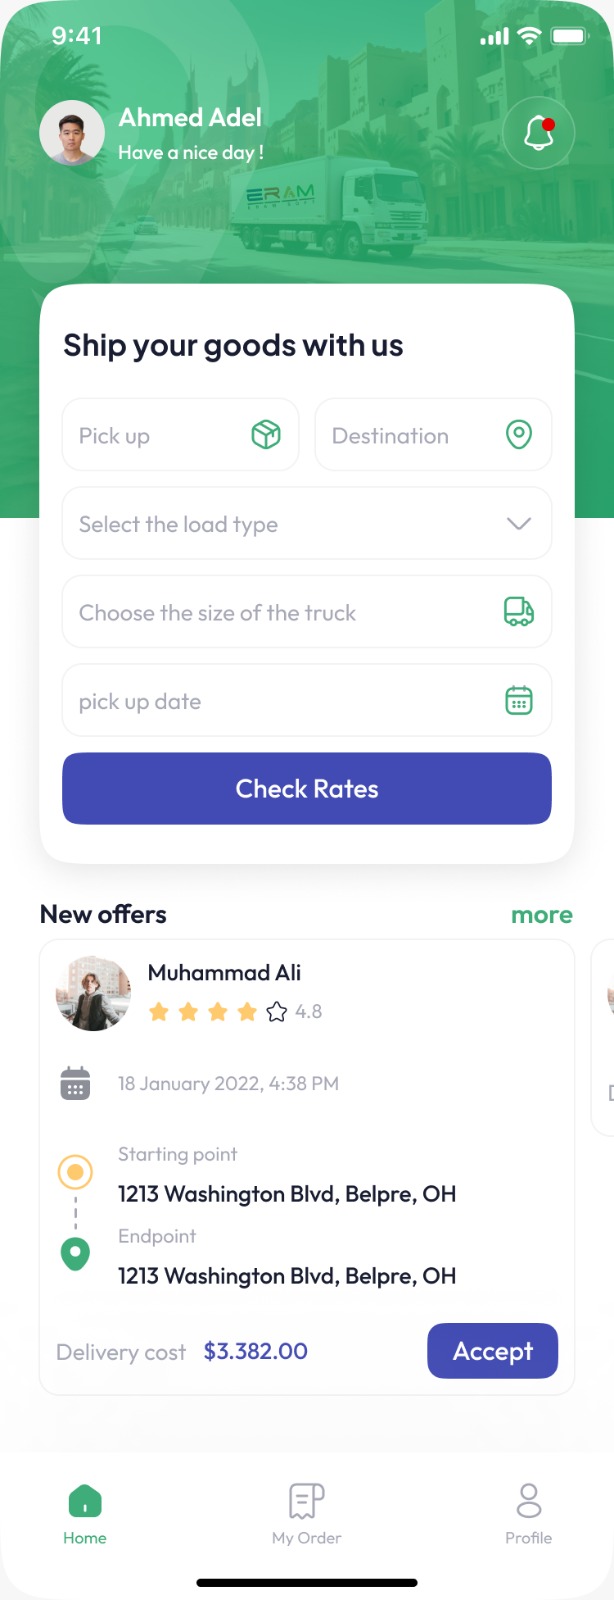 9:41
Ahmed Adel
Have a nice day !
ERAM
Ship your goods with us
Pick up
Destination
Select the load type
Choose the size of the truck
pick up date
Check Rates
New offers
more
Muhammad Ali
4.8
18 January 2022, 4:38 PM
Starting point
1213 Washington Blvd, Belpre, OH
Endpoint
1213 Washington Blvd, Belpre, OH
Delivery cost
$3.382.00
Accept
Home
My Order
Profile